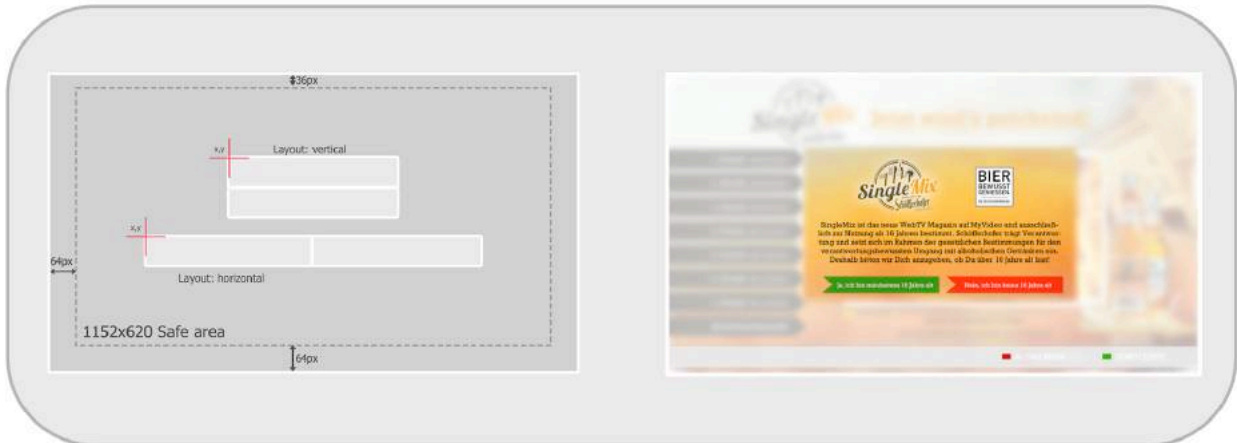 36px
x,y
Layout: vertical
x,y
64px
Layout: horizontal
1152x620 Safe area
64px
SingleMix
Schöfferhofer
BIER
BEWUSST
GENIESSEN
SingleMix ist das neue WebTV Magazin auf MyVideo und ausschließ-
lich zur Nutzung ab 16 Jahren bestimmt. Schöfferhofer trägt Verantwor-
tung und setzt sich im Rahmen der gesetzlichen Bestimmungen für den
verantwortungsbewussten Umgang mit alkoholischen Getränken ein.
Deshalb bitten wir Dich anzugeben, ob Du über 16 Jahre alt bist!
Ja, ich bin mindestens 16 Jahre alt
Nein, ich bin keine 16 Jahre alt